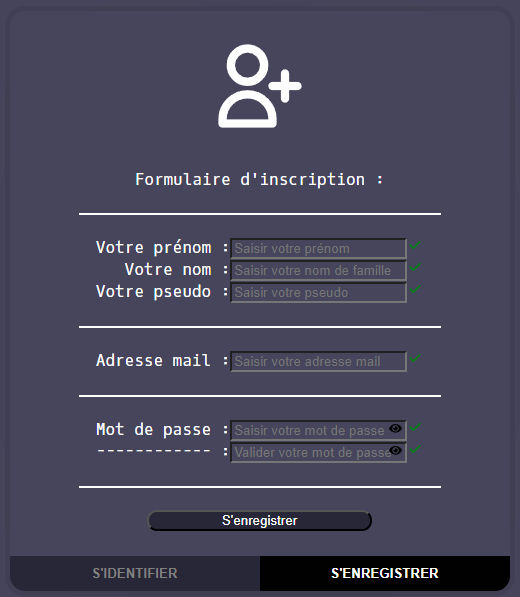 Formulaire d'inscription :
Votre prénom : Saisir votre prénom
Votre nom : Saisir votre nom de famille
Votre pseudo : Saisir votre pseudo
Adresse mail : Saisir votre adresse mail
Mot de passe : Saisir votre mot de passe
------------ : Valider votre mot de passe
S'enregistrer
S'IDENTIFIER S'ENREGISTRER